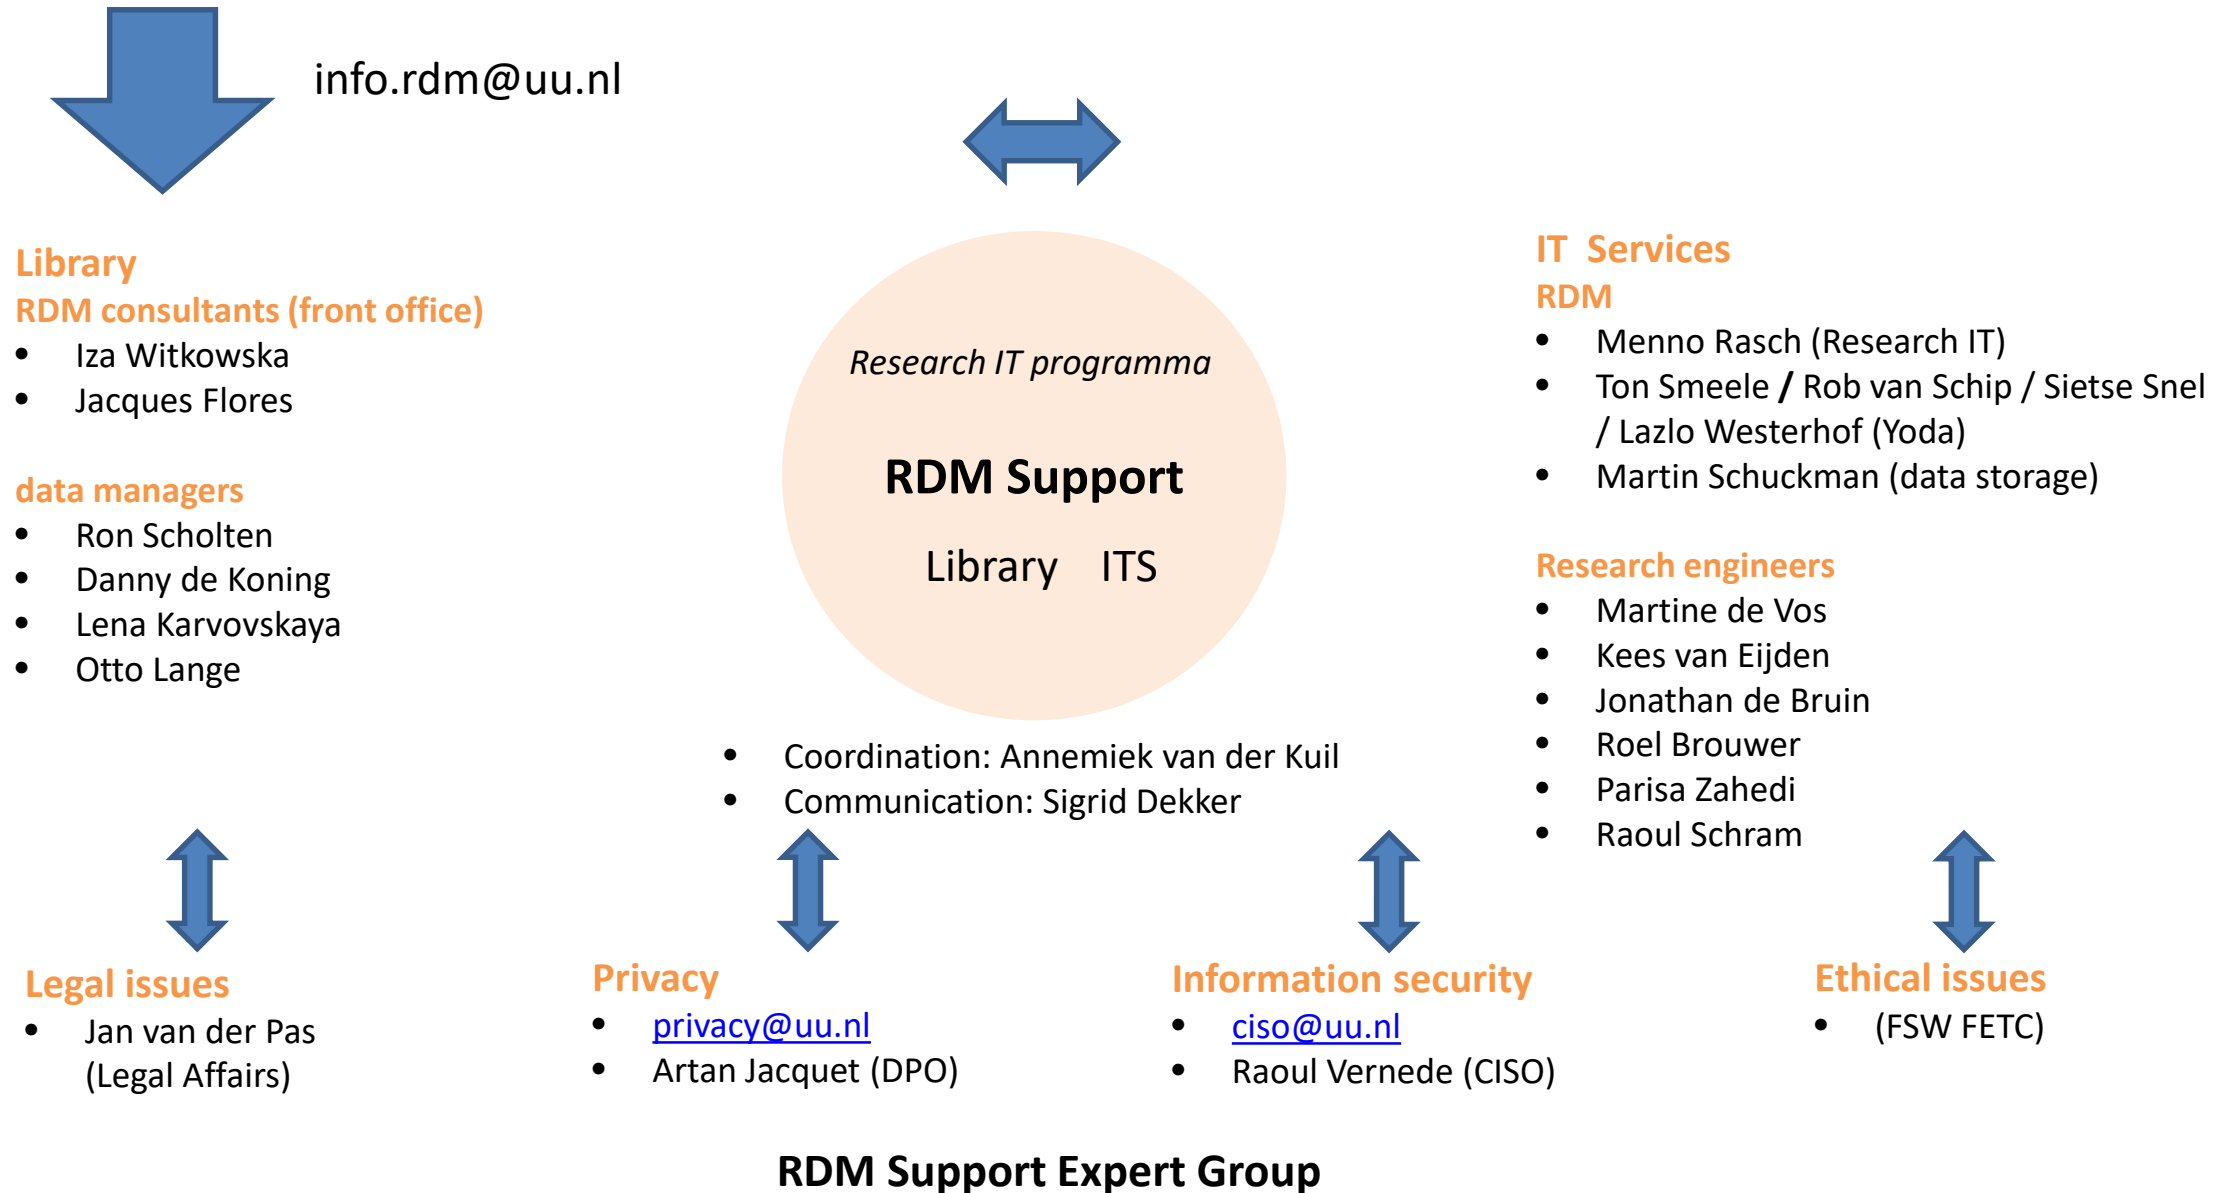 info.rdm@uu.nl
Library
RDM consultants (front office)
• Iza Witkowska
• Jacques Flores
data managers
• Ron Scholten
• Danny de Koning
• Lena Karvovskaya
• Otto Lange
Research IT programma
RDM Support
Library ITS
• Coordination: Annemiek van der Kuil
• Communication: Sigrid Dekker
IT Services
RDM
• Menno Rasch (Research IT)
• Ton Smeele / Rob van Schip / Sietse Snel
/ Lazlo Westerhof (Yoda)
• Martin Schuckman (data storage)
Research engineers
• Martine de Vos
• Kees van Eijden
• Jonathan de Bruin
• Roel Brouwer
• Parisa Zahedi
• Raoul Schram
Legal issues
• Jan van der Pas
(Legal Affairs)
Privacy
• privacy@uu.nl
• Artan Jacquet (DPO)
Information security
• ciso@uu.nl
• Raoul Vernede (CISO)
Ethical issues
• (FSW FETC)
RDM Support Expert Group